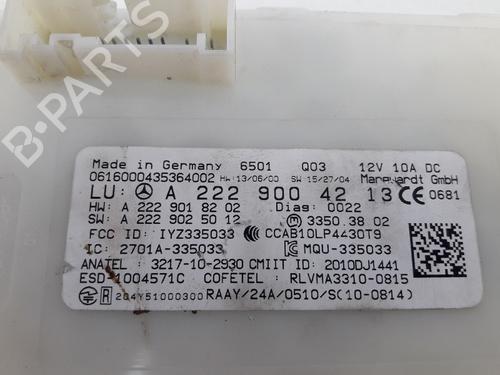 B-PARTS
Made in Germany 6501 Q03 12V 10A DC
0616000435364002 HW:13/06/00 SW:15/27/04 Marquardt GmbH
LU: A 222 900 42 13 CE 0681
HW: A 222 901 82 02 Diag: 0022
SW: A 222 902 50 12 E 3350.3802
FCC ID: IYZ335033 CCAB10LP4430T9
IC: 2701A-335033 MQU-335033
ANATEL : 3217-10-2930 CMIIT ID: 2010DJ1441
ESD-1004571C COFETEL: RLVMA3310-0815
R 204Y51000300 RAAY/24A/0510/S(10-0814)